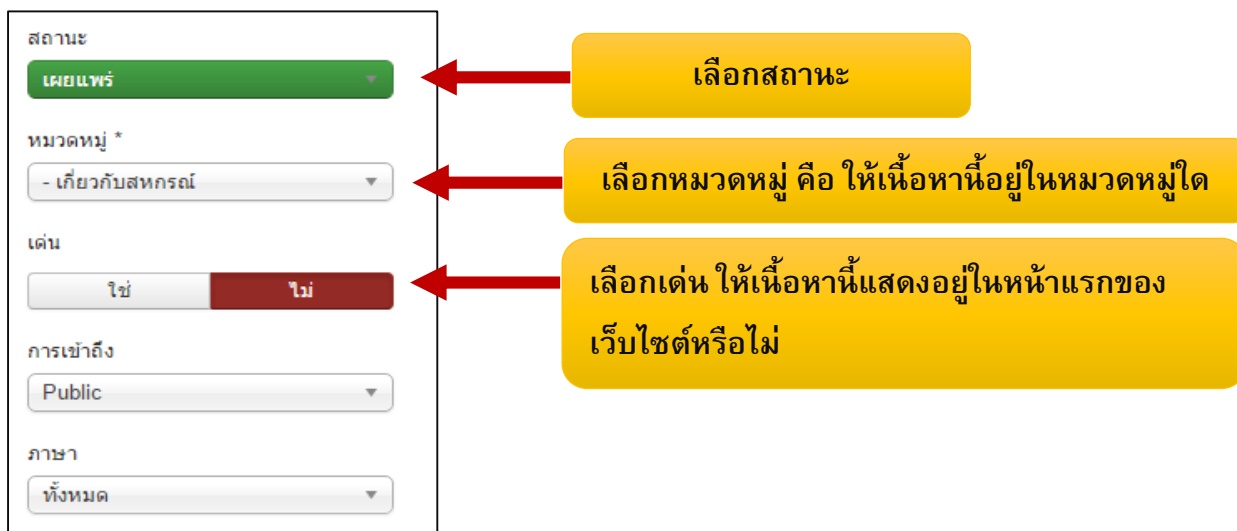 สถานะ
เผยแพร่
เลือกสถานะ
หมวดหมู่ *
- เกี่ยวกับสหกรณ์
เลือกหมวดหมู่ คือ ให้เนื้อหานี้อยู่ในหมวดหมู่ใด
เด่น
ใช่ ไม่
เลือกเด่น ให้เนื้อหานี้แสดงอยู่ในหน้าแรกของ
เว็บไซต์หรือไม่
การเข้าถึง
Public
ภาษา
ทั้งหมด